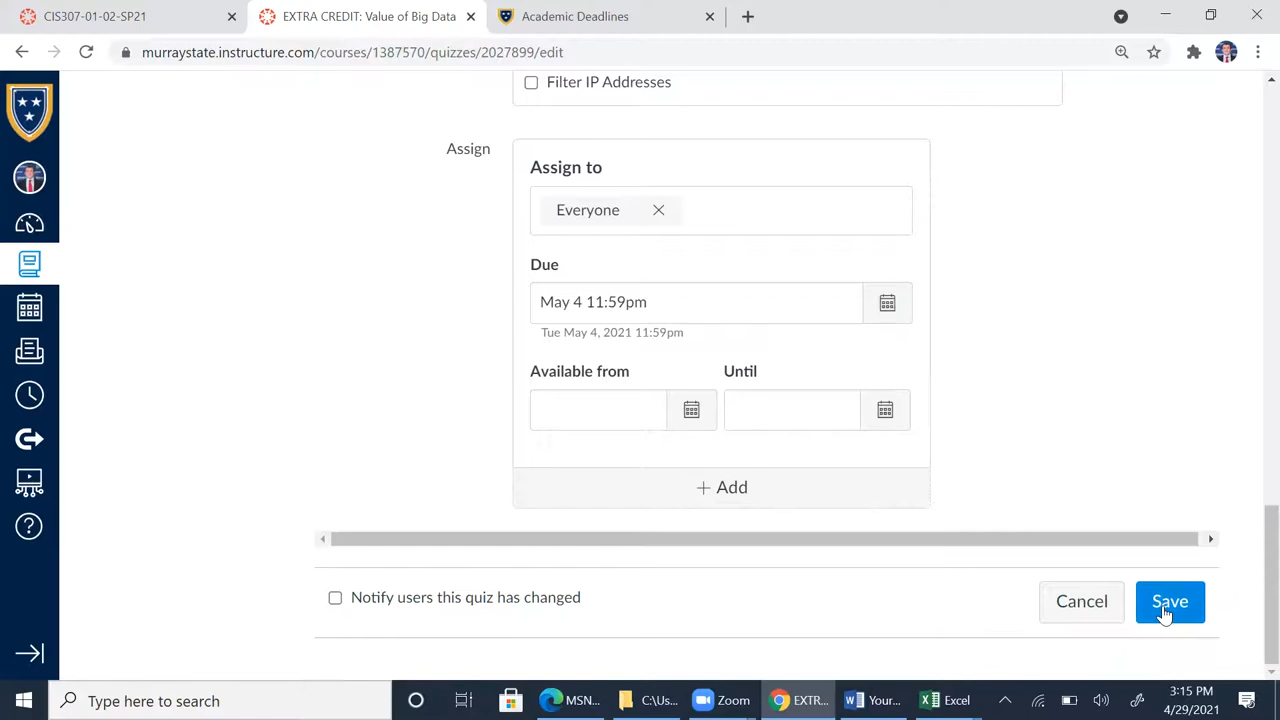 CIS307-01-02-SP21
EXTRA CREDIT: Value of Big Data
Academic Deadlines
murraystate.instructure.com/courses/1387570/quizzes/2027899/edit
Filter IP Addresses
Assign
Assign to
Everyone
Due
May 4 11:59pm
Tue May 4, 2021 11:59pm
Available from
Until
+ Add
Notify users this quiz has changed
Cancel
Save
Type here to search
MSN...
C:\Us...
Zoom
EXTR...
Your...
Excel
3:15 PM
4/29/2021